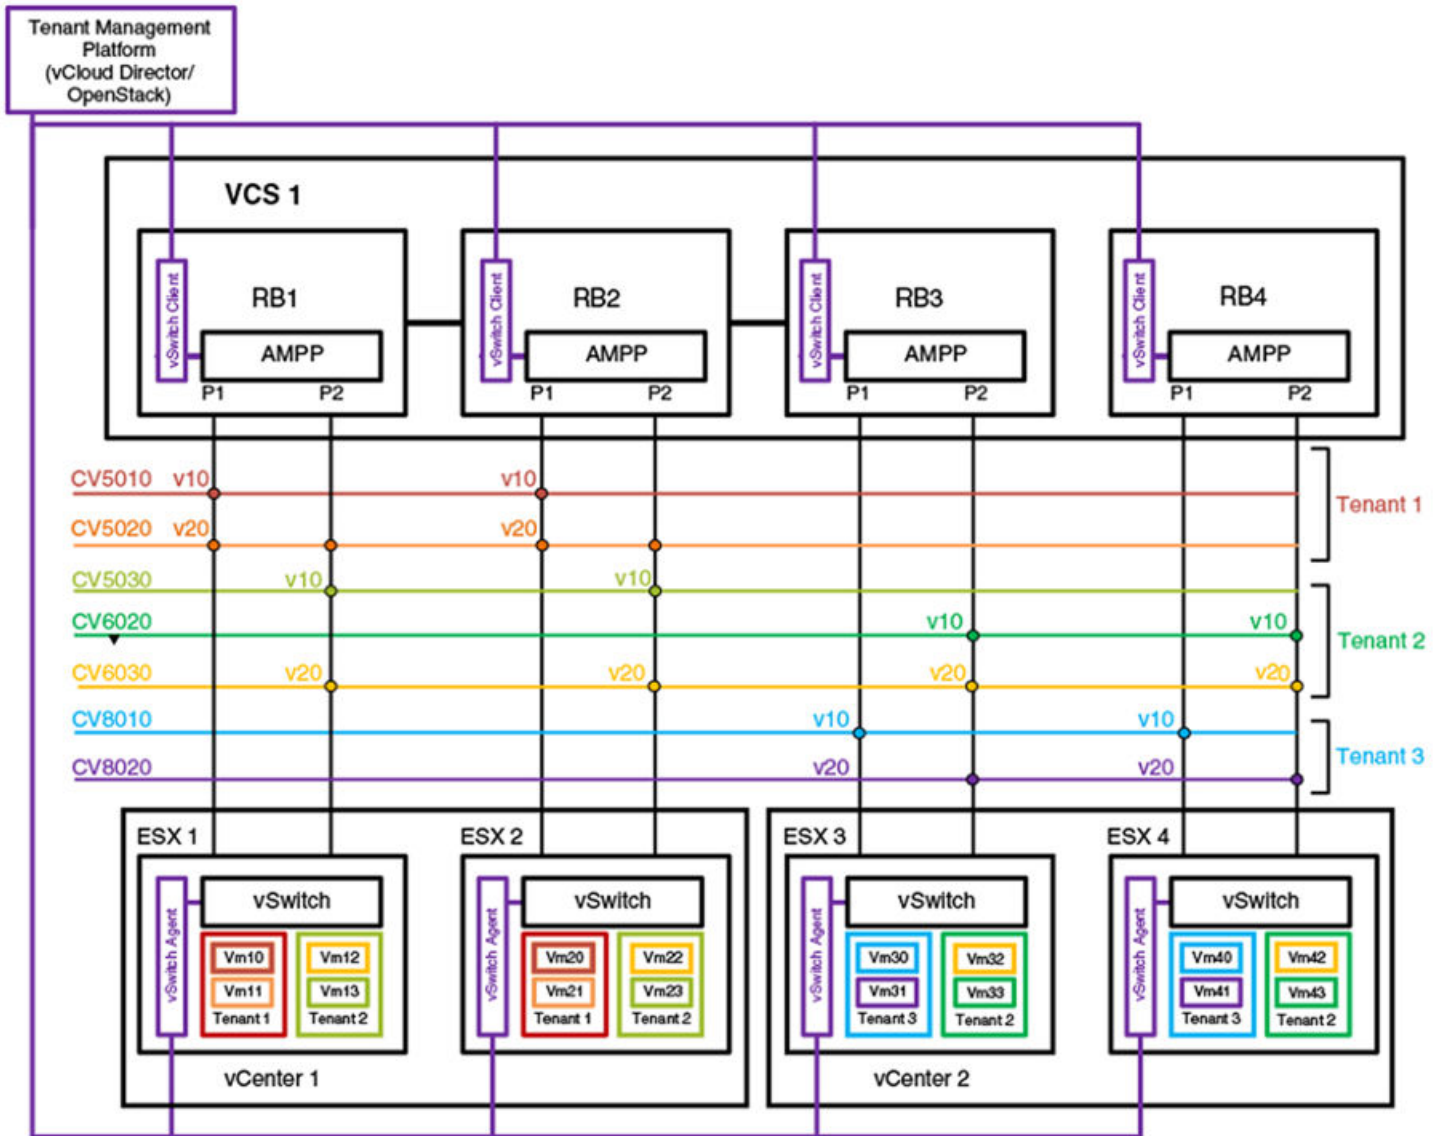 Tenant Management
Platform
(vCloud Director/
OpenStack)
VCS 1
vSwitch Client
RB1
AMPP
P1 P2
vSwitch Client
RB2
AMPP
P1 P2
vSwitch Client
RB3
AMPP
P1 P2
vSwitch Client
RB4
AMPP
P1 P2
CV5010 v10 v10
Tenant 1
CV5020 v20 v20
CV5030 v10 v10
CV6020 v10 v10
Tenant 2
CV6030 v20 v20 v20 v20
CV8010 v10 v10
Tenant 3
CV8020 v20 v20
ESX 1
vSwitch Agent
vSwitch
Vm10 Vm12
Vm11 Vm13
Tenant 1 Tenant 2
ESX 2
vSwitch Agent
vSwitch
Vm20 Vm22
Vm21 Vm23
Tenant 1 Tenant 2
vCenter 1
ESX 3
vSwitch Agent
vSwitch
Vm30 Vm32
Vm31 Vm33
Tenant 3 Tenant 2
ESX 4
vSwitch Agent
vSwitch
Vm40 Vm42
Vm41 Vm43
Tenant 3 Tenant 2
vCenter 2